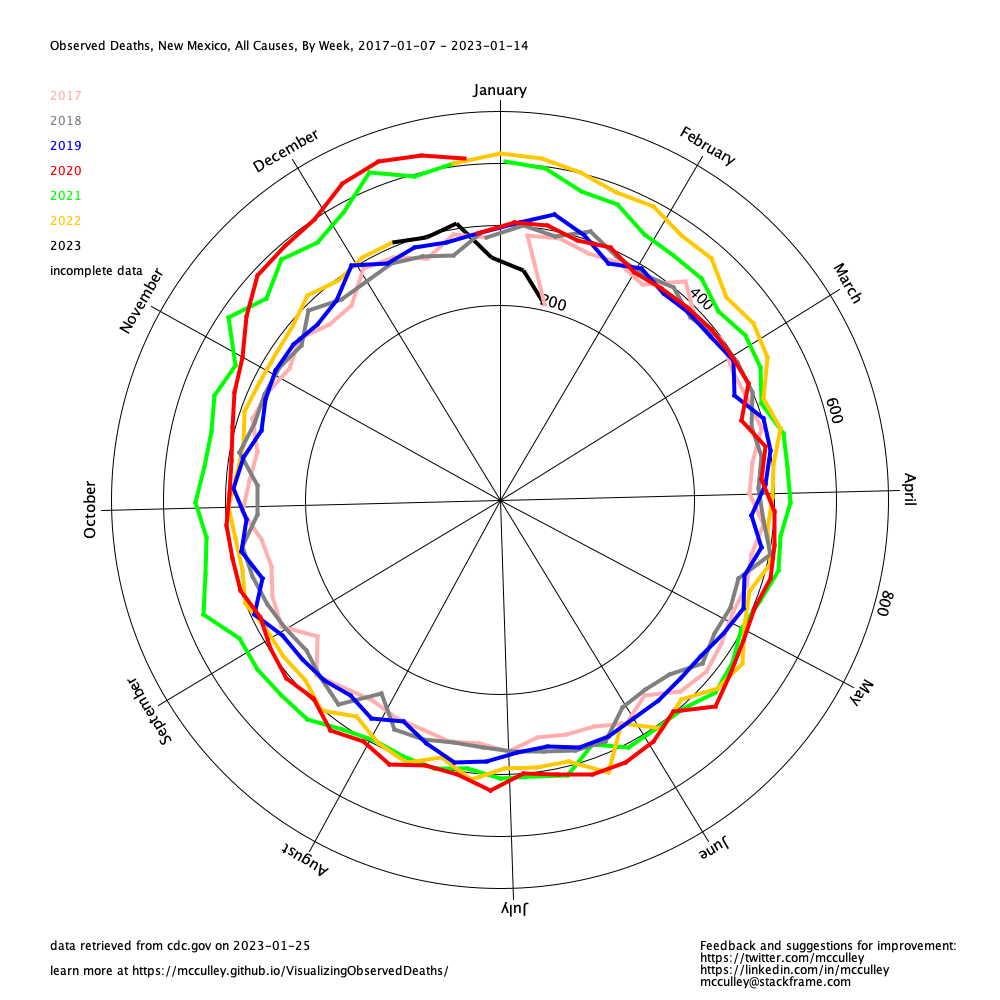 Observed Deaths, New Mexico, All Causes, By Week, 2017-01-07 - 2023-01-14
January
2017
2018
2019
2020
2021
2022
2023
incomplete data
December
February
November
March
200
400
600
October
April
800
September
May
August
June
July
data retrieved from cdc.gov on 2023-01-25
learn more at https://mcculley.github.io/VisualizingObservedDeaths/
Feedback and suggestions for improvement:
https://twitter.com/mcculley
https://linkedin.com/in/mcculley
mcculley@stackframe.com